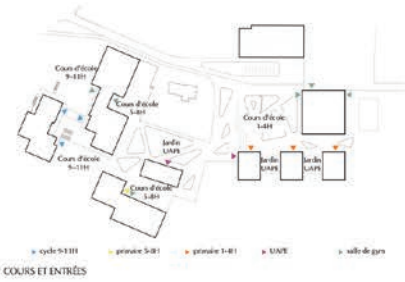 Cours d'école
9-11H
Cours d'école
5-8H
Cours d'école
1-4H
Jardin
UAPE
Cours d'école
9-11H
Jardin
UAPE
Jardin
UAPE
Cours d'école
5-8H
cycle 9-11H
primaire 5-8H
primaire 1-4H
UAPE
salle de gym
COURS ET ENTRÉES